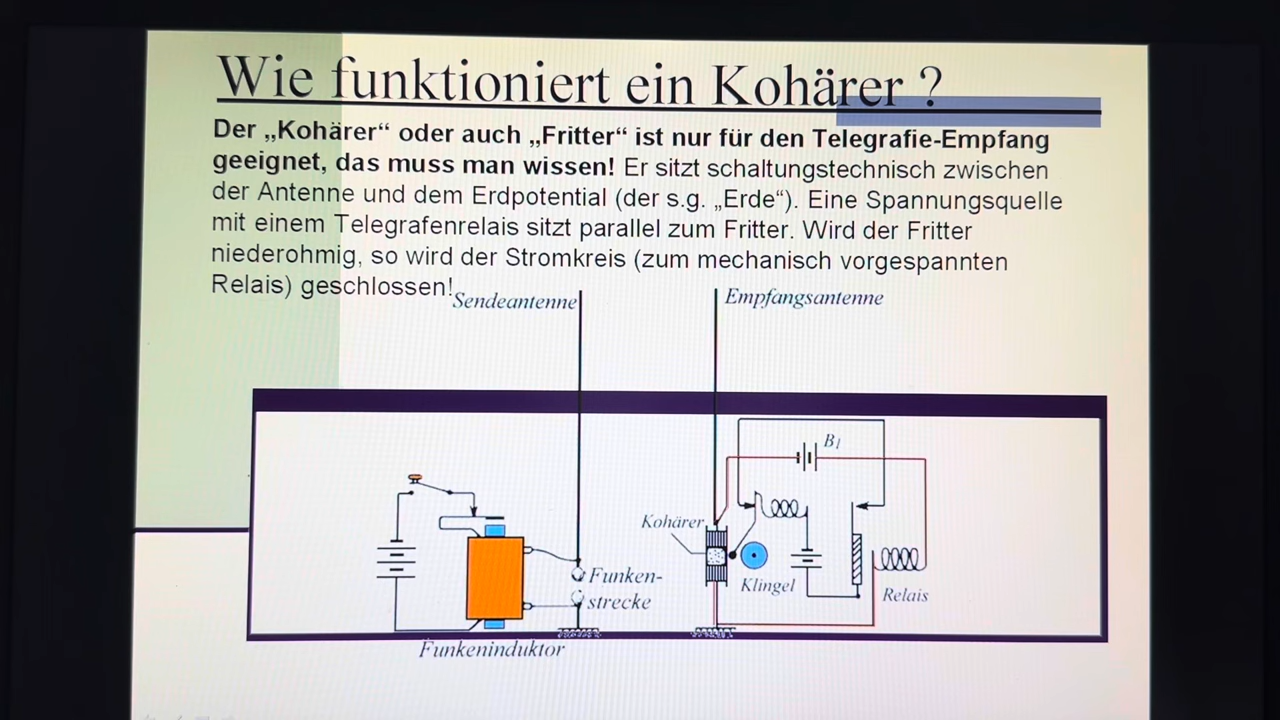 Wie funktioniert ein Kohärer ?
Der „Kohärer“ oder auch „Fritter“ ist nur für den Telegrafie-Empfang
geeignet, das muss man wissen! Er sitzt schaltungstechnisch zwischen
der Antenne und dem Erdpotential (der s.g. „Erde“). Eine Spannungsquelle
mit einem Telegrafenrelais sitzt parallel zum Fritter. Wird der Fritter
niederohmig, so wird der Stromkreis (zum mechanisch vorgespannten
Relais) geschlossen!
Sendeantenne
Empfangsantenne
B1
Kohärer
Funken-
strecke
Klingel
Relais
Funkeninduktor